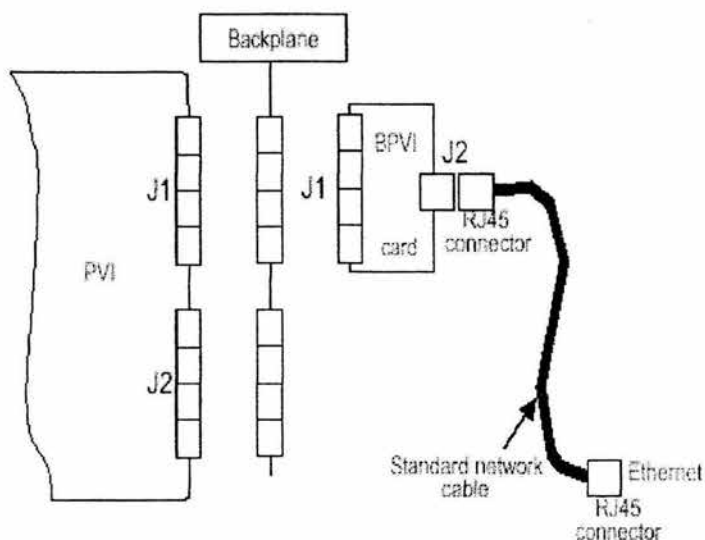 Backplane
J1
PVI
J2
J1
BPVI
card
J2
RJ45
connector
Standard network
cable
Ethernet
RJ45
connector